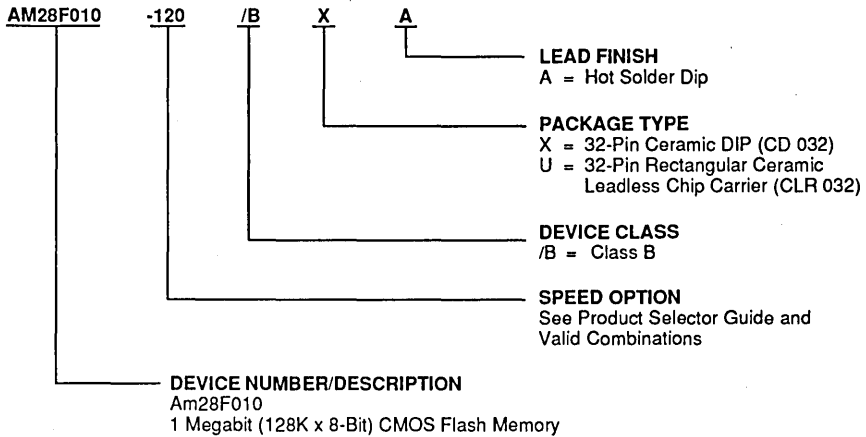 AM28F010 -120 /B X A
LEAD FINISH
A = Hot Solder Dip
PACKAGE TYPE
X = 32-Pin Ceramic DIP (CD 032)
U = 32-Pin Rectangular Ceramic
Leadless Chip Carrier (CLR 032)
DEVICE CLASS
/B = Class B
SPEED OPTION
See Product Selector Guide and
Valid Combinations
DEVICE NUMBER/DESCRIPTION
Am28F010
1 Megabit (128K x 8-Bit) CMOS Flash Memory